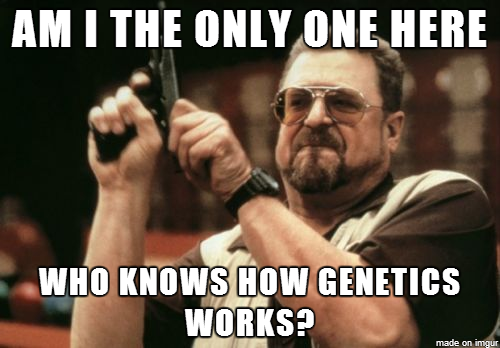 AM I THE ONLY ONE HERE
WHO KNOWS HOW GENETICS
WORKS?
made on imgur